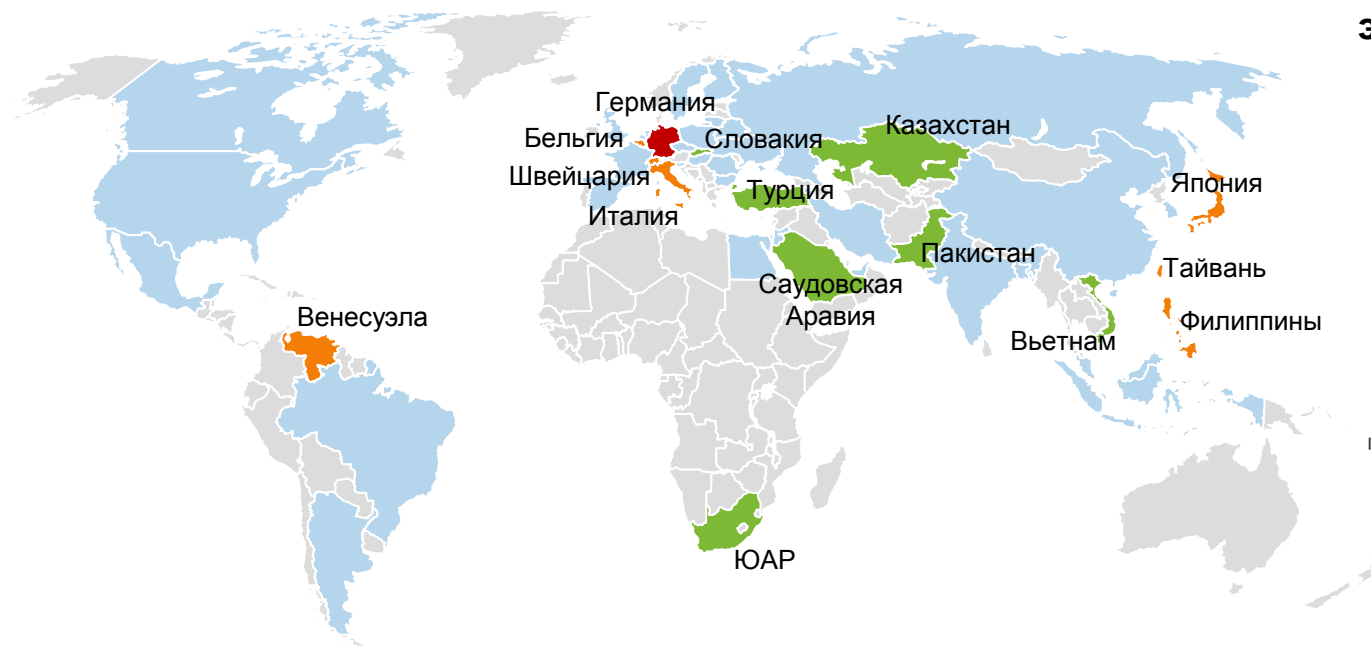 Германия
Бельгия
Словакия
Казахстан
Швейцария
Турция
Япония
Италия
Пакистан
Тайвань
Саудовская
Аравия
Венесуэла
Филиппины
Вьетнам
ЮАР